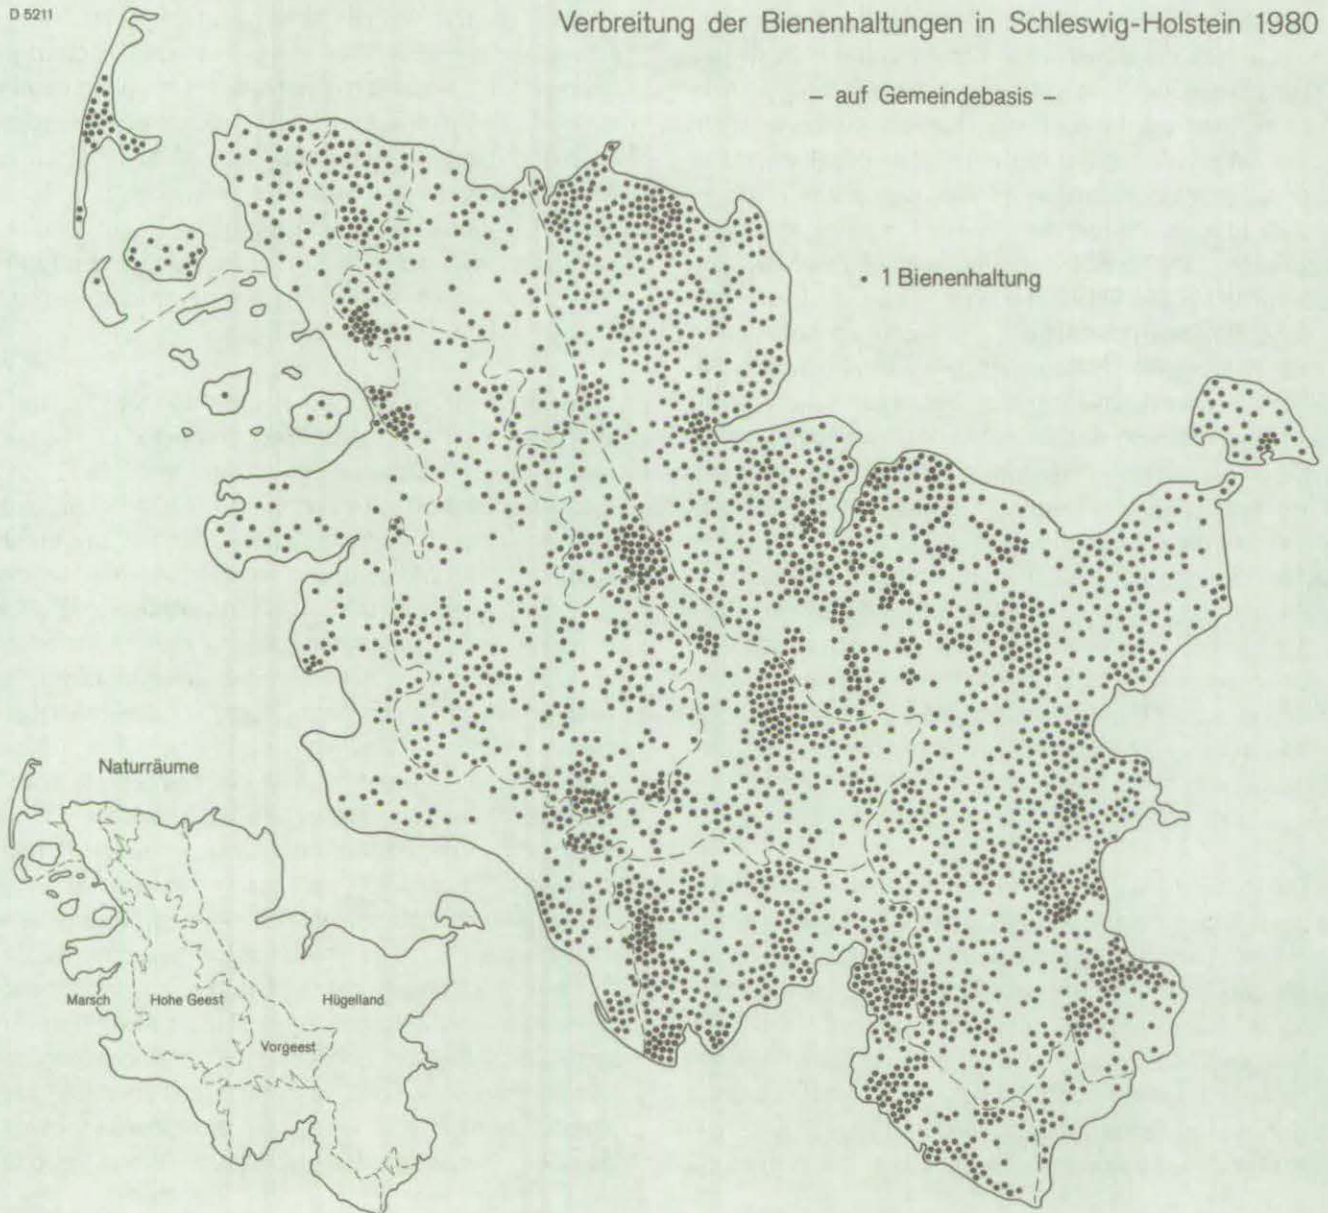 D 5211
Verbreitung der Bienenhaltungen in Schleswig-Holstein 1980
– auf Gemeindebasis –
• 1 Bienenhaltung
Naturräume
Marsch
Hohe Geest
Hügelland
Vorgeest